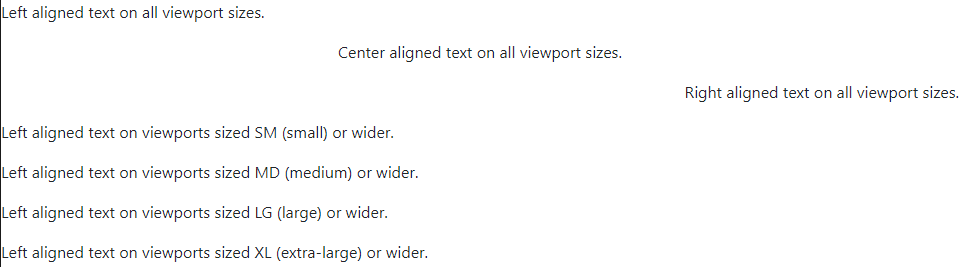 Left aligned text on all viewport sizes.
Center aligned text on all viewport sizes.
Right aligned text on all viewport sizes.
Left aligned text on viewports sized SM (small) or wider.
Left aligned text on viewports sized MD (medium) or wider.
Left aligned text on viewports sized LG (large) or wider.
Left aligned text on viewports sized XL (extra-large) or wider.